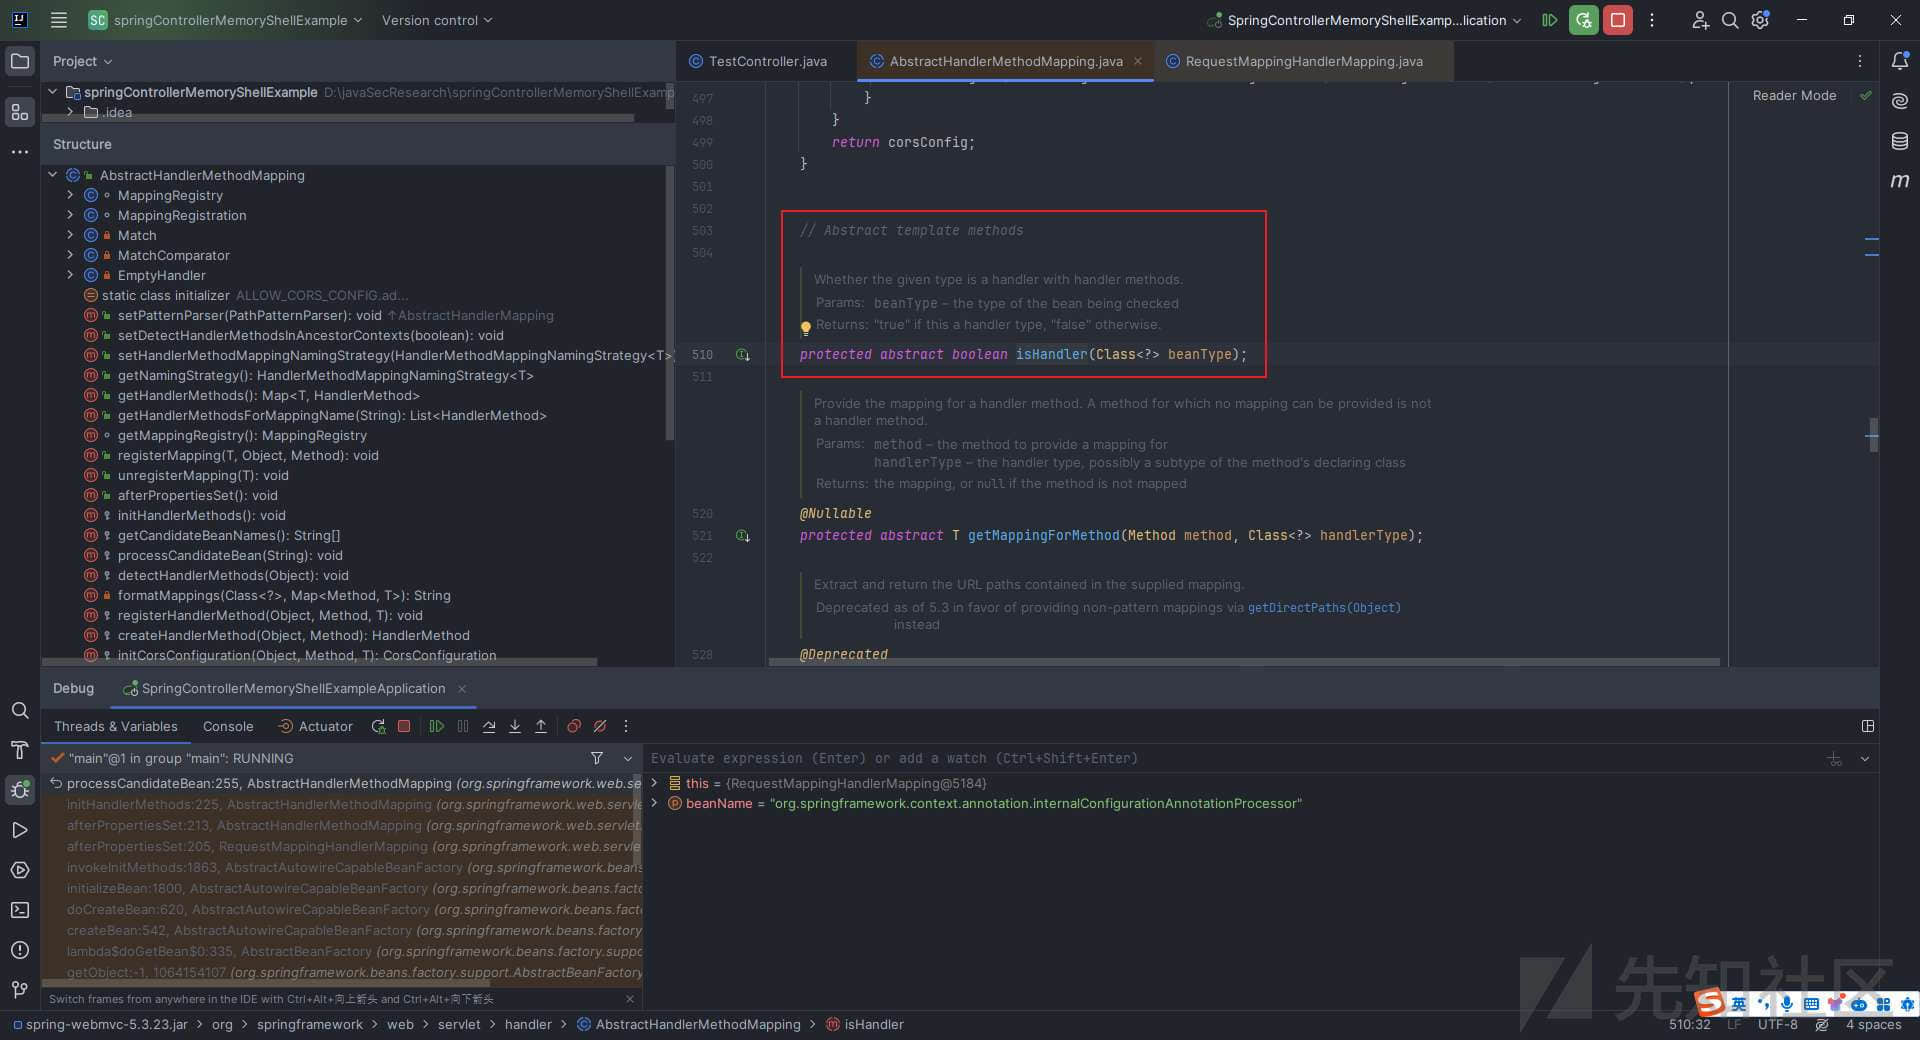 SC springControllerMemoryShellExample Version control SpringControllerMemoryShellExamp...lication
Project
springControllerMemoryShellExample D:\javaSecResearch\springControllerMemoryShellExamp
.idea
Structure
AbstractHandlerMethodMapping
MappingRegistry
MappingRegistration
Match
MatchComparator
EmptyHandler
static class initializer ALLOW_CORS_CONFIG.ad...
setPatternParser(PathPatternParser): void ↑AbstractHandlerMapping
setDetectHandlerMethodsInAncestorContexts(boolean): void
setHandlerMethodMappingNamingStrategy(HandlerMethodMappingNamingStrategy<T>
getNamingStrategy(): HandlerMethodMappingNamingStrategy<T>
getHandlerMethods(): Map<T, HandlerMethod>
getHandlerMethodsForMappingName(String): List<HandlerMethod>
getMappingRegistry(): MappingRegistry
registerMapping(T, Object, Method): void
unregisterMapping(T): void
afterPropertiesSet(): void
initHandlerMethods(): void
getCandidateBeanNames(): String[]
processCandidateBean(String): void
detectHandlerMethods(Object): void
formatMappings(Class<?>, Map<Method, T>): String
registerHandlerMethod(Object, Method, T): void
createHandlerMethod(Object, Method): HandlerMethod
initCorsConfiguration(Object, Method, T): CorsConfiguration
TestController.java AbstractHandlerMethodMapping.java RequestMappingHandlerMapping.java
Reader Mode
497 }
498 }
499 return corsConfig;
500 }
501
502
503 // Abstract template methods
504
Whether the given type is a handler with handler methods.
Params: beanType – the type of the bean being checked
Returns: "true" if this a handler type, "false" otherwise.
510 protected abstract boolean isHandler(Class<?> beanType);
511
Provide the mapping for a handler method. A method for which no mapping can be provided is not
a handler method.
Params: method – the method to provide a mapping for
handlerType – the handler type, possibly a subtype of the method's declaring class
Returns: the mapping, or null if the method is not mapped
520 @Nullable
521 protected abstract T getMappingForMethod(Method method, Class<?> handlerType);
522
Extract and return the URL paths contained in the supplied mapping.
Deprecated as of 5.3 in favor of providing non-pattern mappings via getDirectPaths(Object)
instead
528 @Deprecated
Debug SpringControllerMemoryShellExampleApplication
Threads & Variables Console Actuator
"main"@1 in group "main": RUNNING
processCandidateBean:255, AbstractHandlerMethodMapping (org.springframework.web.se
initHandlerMethods:225, AbstractHandlerMethodMapping (org.springframework.web.servle
afterPropertiesSet:213, AbstractHandlerMethodMapping (org.springframework.web.servlet
afterPropertiesSet:205, RequestMappingHandlerMapping (org.springframework.web.servle
invokeInitMethods:1863, AbstractAutowireCapableBeanFactory (org.springframework.bean
initializeBean:1800, AbstractAutowireCapableBeanFactory (org.springframework.beans.fact
doCreateBean:620, AbstractAutowireCapableBeanFactory (org.springframework.beans.fact
createBean:542, AbstractAutowireCapableBeanFactory (org.springframework.beans.factory
lambda$doGetBean$0:335, AbstractBeanFactory (org.springframework.beans.factory.suppo
getObject:-1, 1064154107 (org.springframework.beans.factory.support.AbstractBeanFactory
Switch frames from anywhere in the IDE with Ctrl+Alt+向上箭头 and Ctrl+Alt+向下箭头
Evaluate expression (Enter) or add a watch (Ctrl+Shift+Enter)
this = {RequestMappingHandlerMapping@5184}
beanName = "org.springframework.context.annotation.internalConfigurationAnnotationProcessor"
先知社区
英
spring-webmvc-5.3.23.jar org springframework web servlet handler AbstractHandlerMethodMapping isHandler
510:32 LF UTF-8 4 spaces